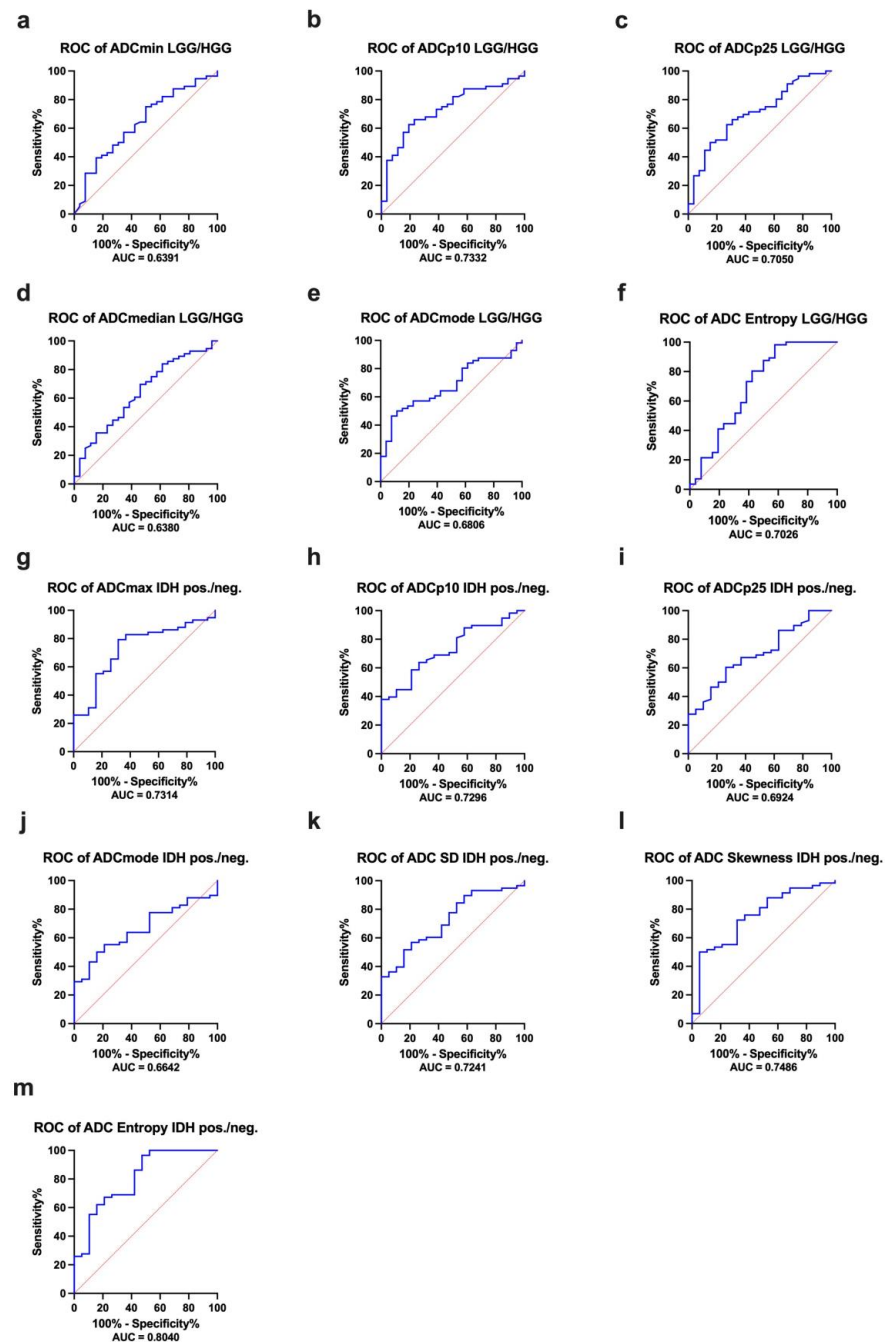 a
ROC of ADCmin LGG/HGG
Sensitivity%
100
80
60
40
20
0
0 20 40 60 80 100
100% - Specificity%
AUC = 0.6391
b
ROC of ADCp10 LGG/HGG
Sensitivity%
100
80
60
40
20
0
0 20 40 60 80 100
100% - Specificity%
AUC = 0.7332
c
ROC of ADCp25 LGG/HGG
Sensitivity%
100
80
60
40
20
0
0 20 40 60 80 100
100% - Specificity%
AUC = 0.7050
d
ROC of ADCmedian LGG/HGG
Sensitivity%
100
80
60
40
20
0
0 20 40 60 80 100
100% - Specificity%
AUC = 0.6380
e
ROC of ADCmode LGG/HGG
Sensitivity%
100
80
60
40
20
0
0 20 40 60 80 100
100% - Specificity%
AUC = 0.6806
f
ROC of ADC Entropy LGG/HGG
Sensitivity%
100
80
60
40
20
0
0 20 40 60 80 100
100% - Specificity%
AUC = 0.7026
g
ROC of ADCmax IDH pos./neg.
Sensitivity%
100
80
60
40
20
0
0 20 40 60 80 100
100% - Specificity%
AUC = 0.7314
h
ROC of ADCp10 IDH pos./neg.
Sensitivity%
100
80
60
40
20
0
0 20 40 60 80 100
100% - Specificity%
AUC = 0.7296
i
ROC of ADCp25 IDH pos./neg.
Sensitivity%
100
80
60
40
20
0
0 20 40 60 80 100
100% - Specificity%
AUC = 0.6924
j
ROC of ADCmode IDH pos./neg.
Sensitivity%
100
80
60
40
20
0
0 20 40 60 80 100
100% - Specificity%
AUC = 0.6642
k
ROC of ADC SD IDH pos./neg.
Sensitivity%
100
80
60
40
20
0
0 20 40 60 80 100
100% - Specificity%
AUC = 0.7241
l
ROC of ADC Skewness IDH pos./neg.
Sensitivity%
100
80
60
40
20
0
0 20 40 60 80 100
100% - Specificity%
AUC = 0.7486
m
ROC of ADC Entropy IDH pos./neg.
Sensitivity%
100
80
60
40
20
0
0 20 40 60 80 100
100% - Specificity%
AUC = 0.8040